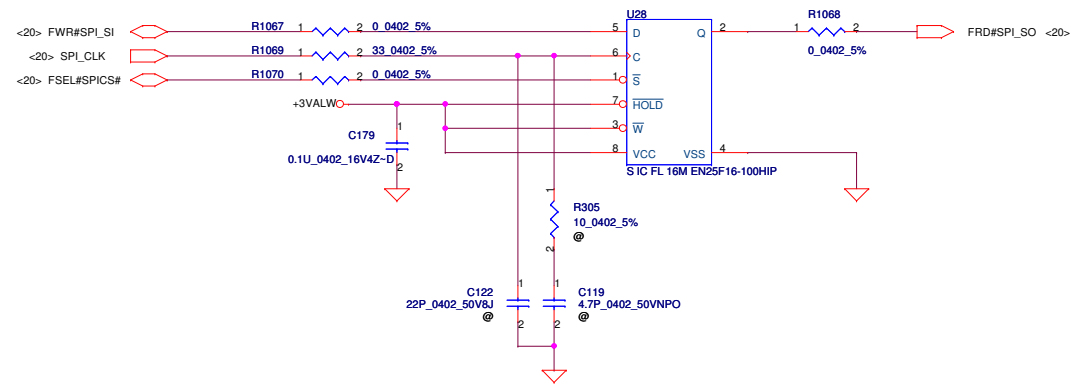 U28
R1068
<20> FWR#SPI_SI
R1067
1
2
0_0402_5%
5
D
Q
2
1
2
FRD#SPI_SO <20>
<20> SPI_CLK
R1069
1
2
33_0402_5%
6
C
0_0402_5%
<20> FSEL#SPICS#
R1070
1
2
0_0402_5%
1
S
+3VALW
7
HOLD
3
W
8
VCC
VSS
4
S IC FL 16M EN25F16-100HIP
C179
1
0.1U_0402_16V4Z~D
2
1
R305
10_0402_5%
@
2
C122
1
22P_0402_50V8J
@
2
1
C119
4.7P_0402_50VNPO
@
2